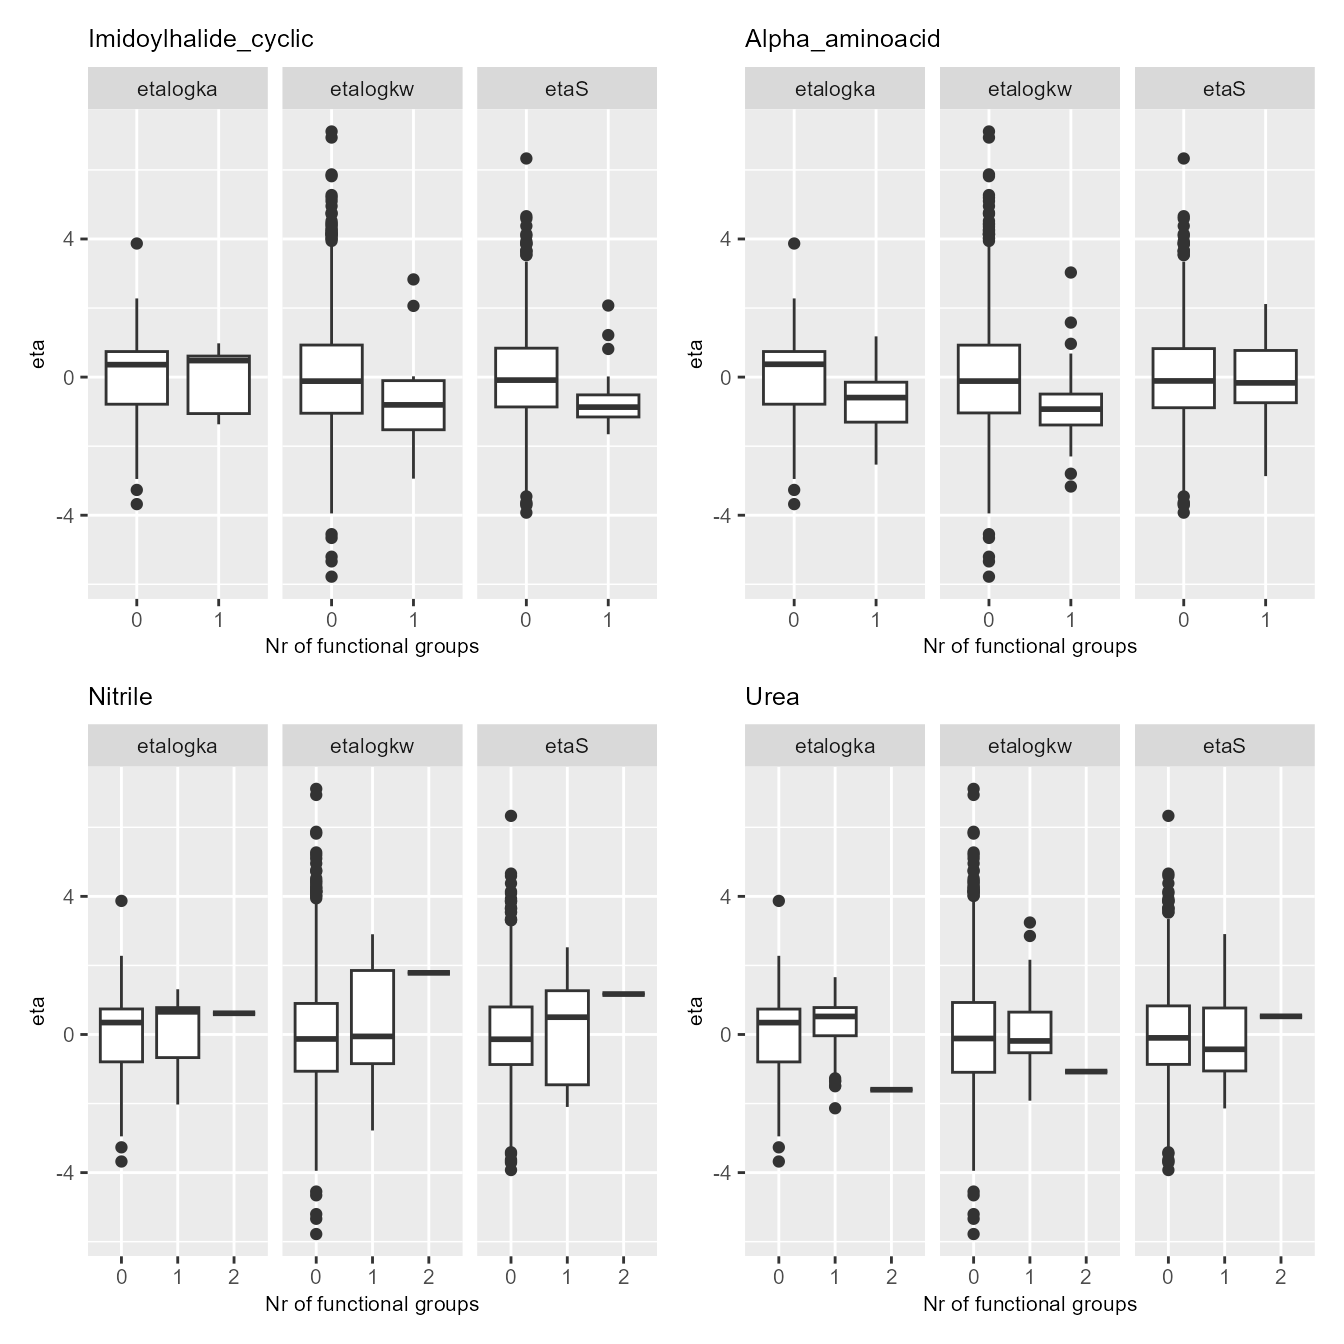 Imidoylhalide_cyclic
etalogka etalogkw etaS
eta
4
0
-4
0 1 0 1 0 1
Nr of functional groups
Alpha_aminoacid
etalogka etalogkw etaS
eta
4
0
-4
0 1 0 1 0 1
Nr of functional groups
Nitrile
etalogka etalogkw etaS
eta
4
0
-4
0 1 2 0 1 2 0 1 2
Nr of functional groups
Urea
etalogka etalogkw etaS
eta
4
0
-4
0 1 2 0 1 2 0 1 2
Nr of functional groups